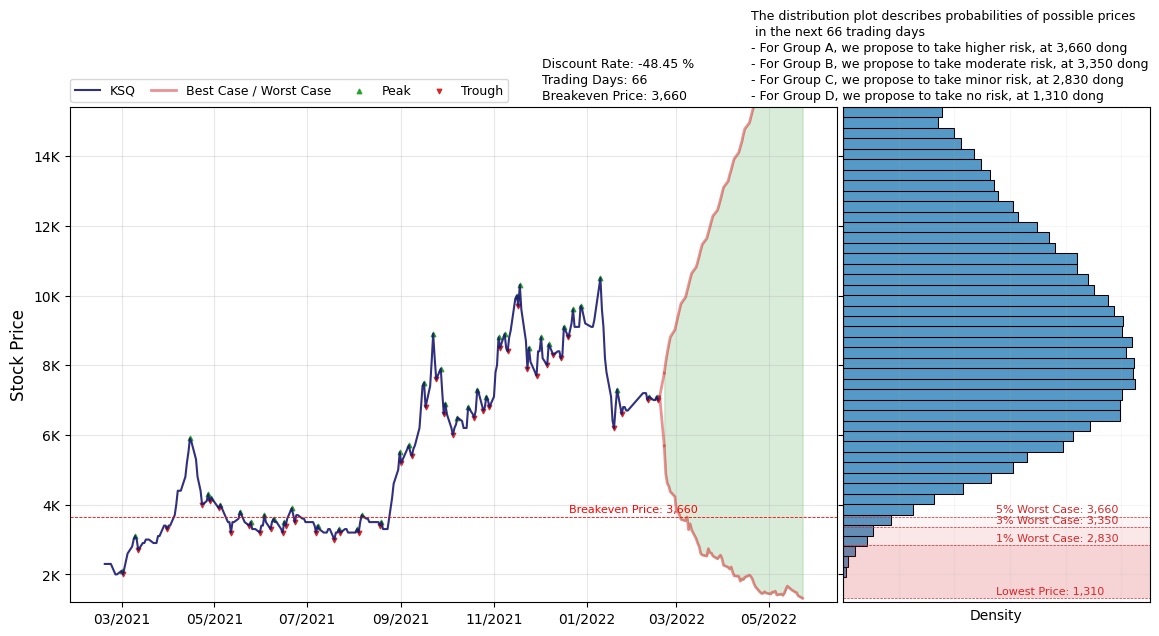 The distribution plot describes probabilities of possible prices
in the next 66 trading days
- For Group A, we propose to take higher risk, at 3,660 dong
- For Group B, we propose to take moderate risk, at 3,350 dong
- For Group C, we propose to take minor risk, at 2,830 dong
- For Group D, we propose to take no risk, at 1,310 dong
Discount Rate: -48.45 %
Trading Days: 66
Breakeven Price: 3,660
KSQ
Best Case / Worst Case
Peak
Trough
Stock Price
14K
12K
10K
8K
6K
4K
2K
Breakeven Price: 3,660
5% Worst Case: 3,660
3% Worst Case: 3,350
1% Worst Case: 2,830
Lowest Price: 1,310
03/2021
05/2021
07/2021
09/2021
11/2021
01/2022
03/2022
05/2022
Density